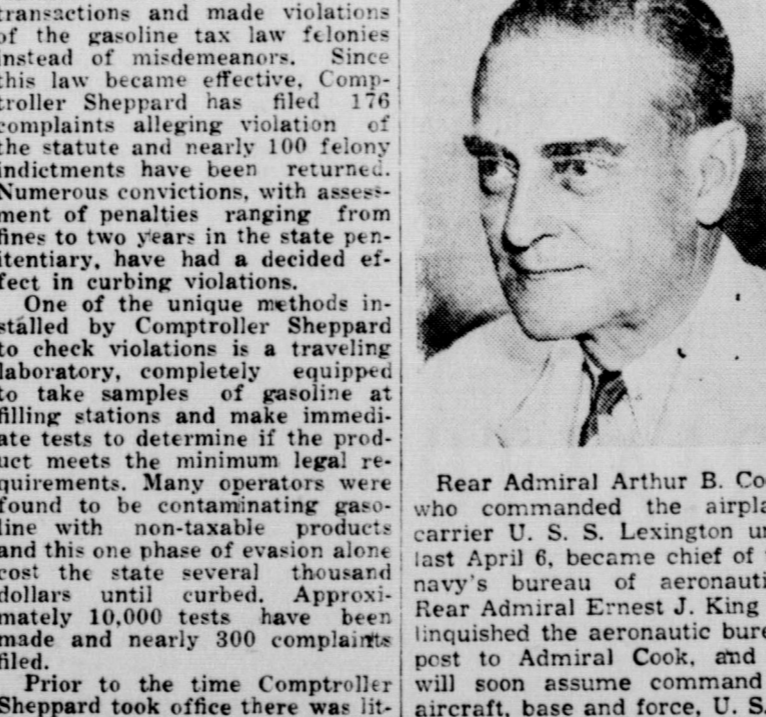 transactions and made violations
of the gasoline tax law felonies
instead of misdemeanors. Since
this law became effective, Comp-
troller Sheppard has filed 176
complaints alleging violation of
the statute and nearly 100 felony
indictments have been returned.
Numerous convictions, with assess-
ment of penalties ranging from
fines to two years in the state pen-
itentiary, have had a decided ef-
fect in curbing violations.
One of the unique methods in-
stalled by Comptroller Sheppard
to check violations is a traveling
laboratory, completely equipped
to take samples of gasoline at
filling stations and make immedi-
ate tests to determine if the prod-
uct meets the minimum legal re-
quirements. Many operators were
found to be contaminating gaso-
line with non-taxable products
and this one phase of evasion alone
cost the state several thousand
dollars until curbed. Approxi-
mately 10,000 tests have been
made and nearly 300 complaints
filed.
Prior to the time Comptroller
Sheppard took office there was lit-
Rear Admiral Arthur B. Co
who commanded the airpla
carrier U. S. S. Lexington un
last April 6, became chief of
navy's bureau of aeronauti
Rear Admiral Ernest J. King
linquished the aeronautic bure
post to Admiral Cook, and
will soon assume command
aircraft, base and force, U. S.